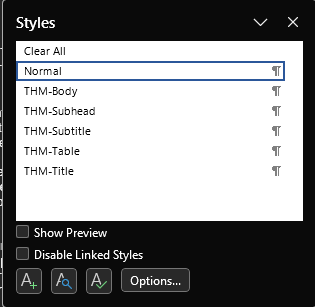 Styles
Clear All
Normal
THM-Body
THM-Subhead
THM-Subtitle
THM-Table
THM-Title
Show Preview
Disable Linked Styles
Options...